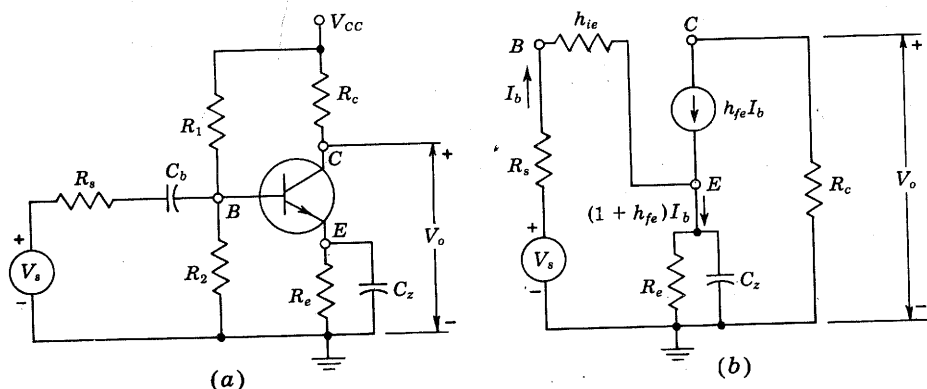 V_CC
R_c
R_1
C
R_s
C_b
B
E
V_o
+
+
V_s
-
R_2
R_e
C_z
-
(a)
h_ie
C
B
+
I_b
h_fe I_b
R_s
E
R_c
V_o
(1 + h_fe)I_b
+
V_s
-
R_e
C_z
-
(b)